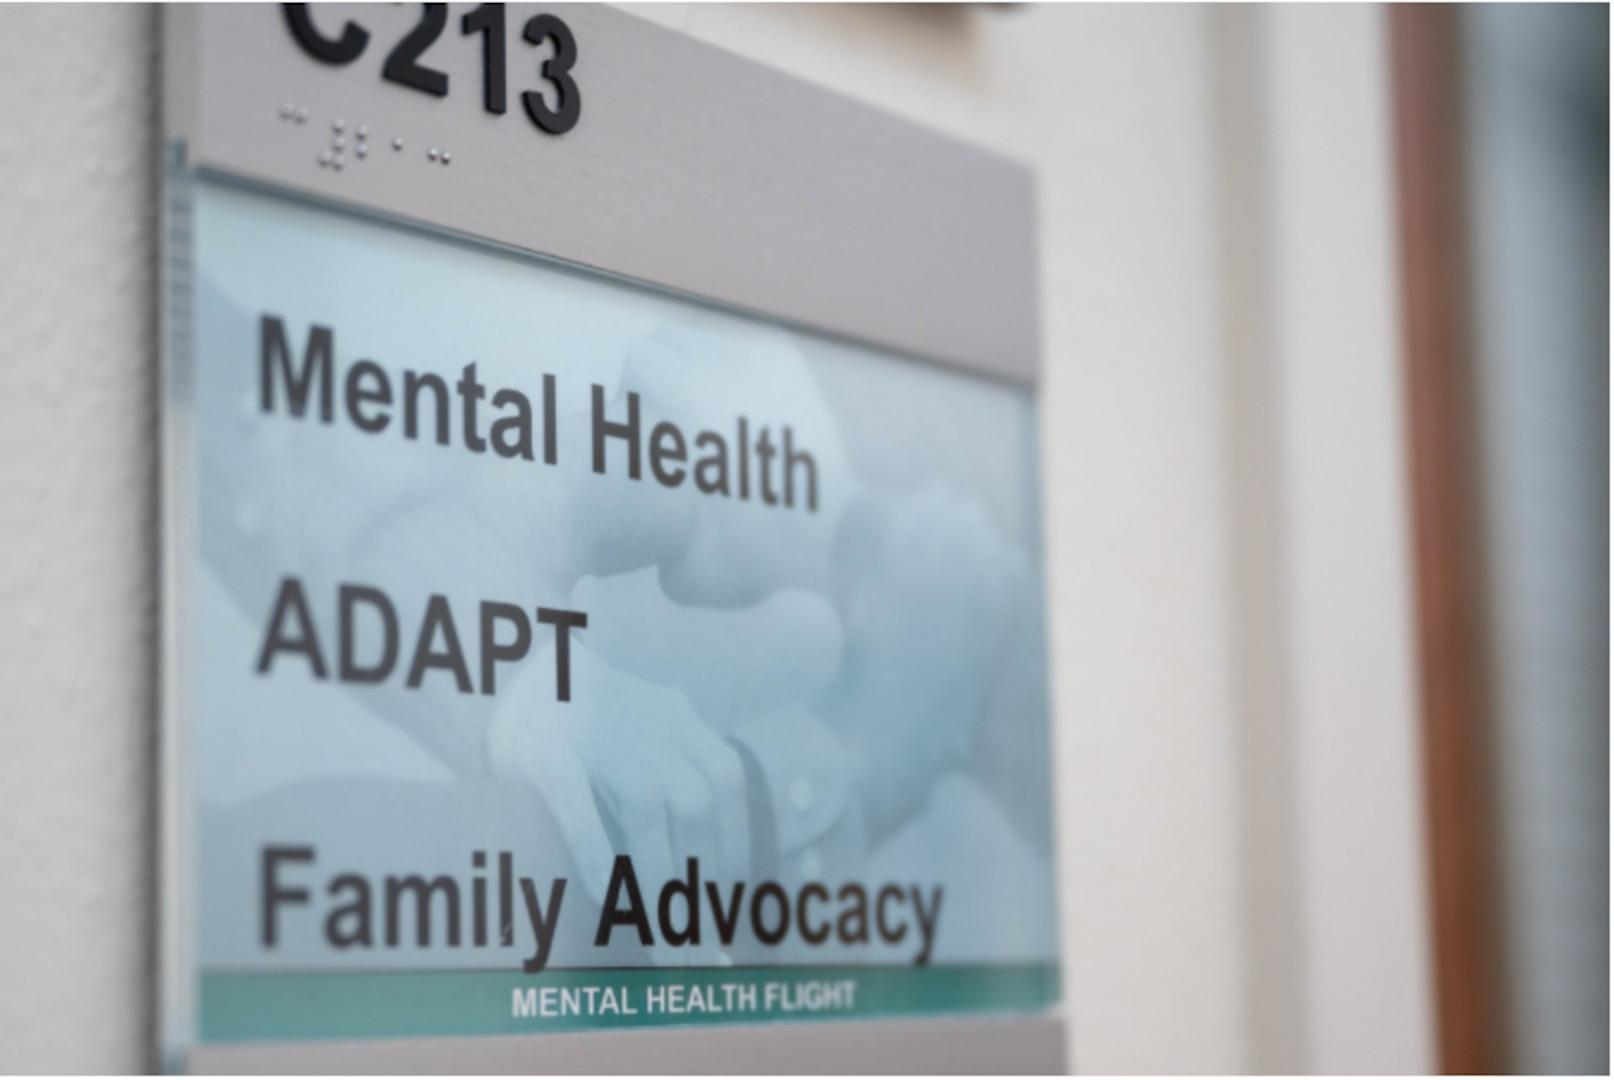 C213
Mental Health
ADAPT
Family Advocacy
MENTAL HEALTH FLIGHT